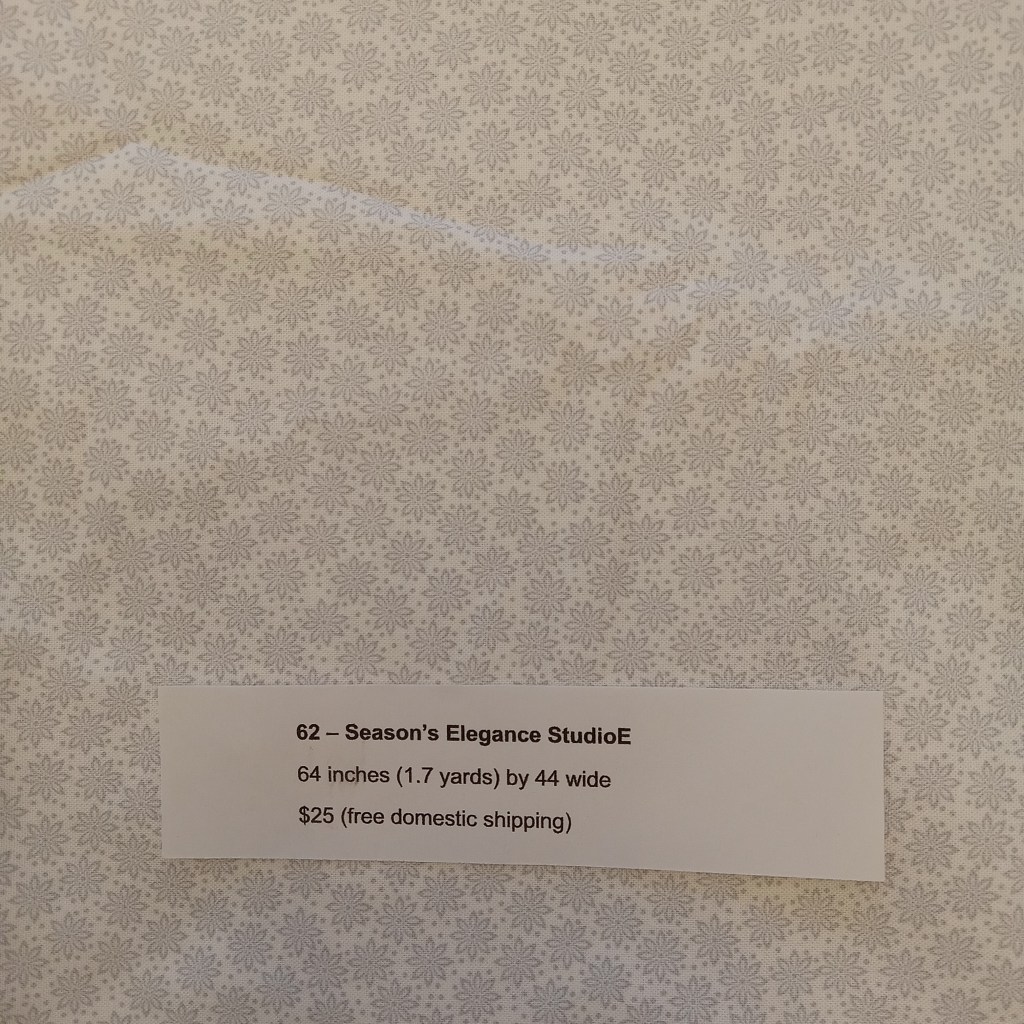 62 – Season’s Elegance StudioE
64 inches (1.7 yards) by 44 wide
$25 (free domestic shipping)